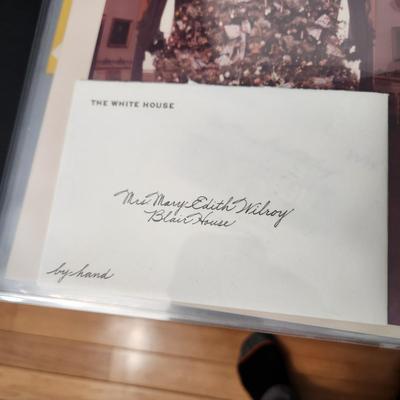 THE WHITE HOUSE
Mrs Mary Edith Wilroy
Blair House
by hand